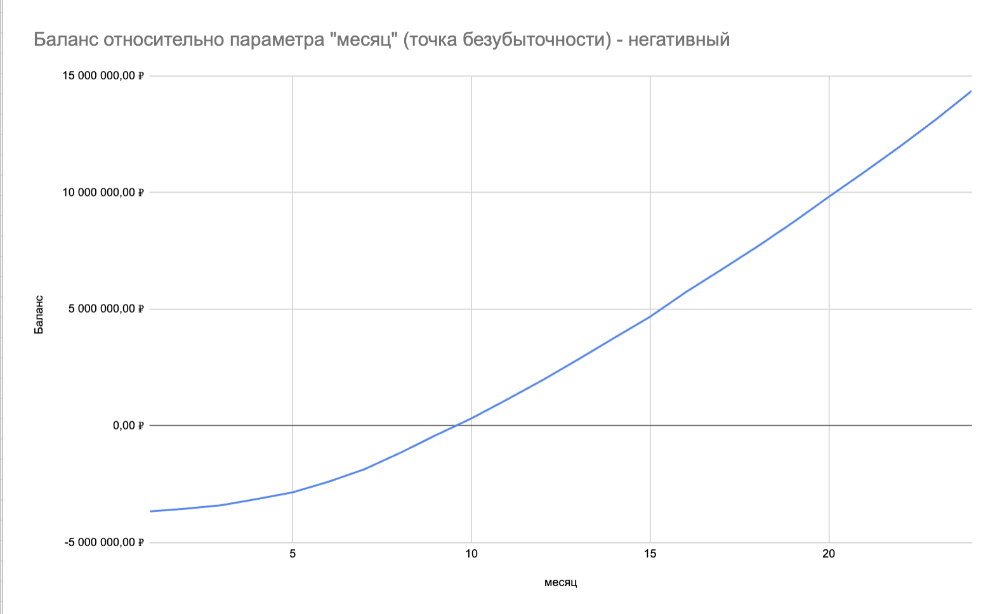 Баланс относительно параметра "месяц" (точка безубыточности) - негативный
15 000 000,00 ₽
10 000 000,00 ₽
5 000 000,00 ₽
0,00 ₽
-5 000 000,00 ₽
Баланс
5
10
15
20
месяц